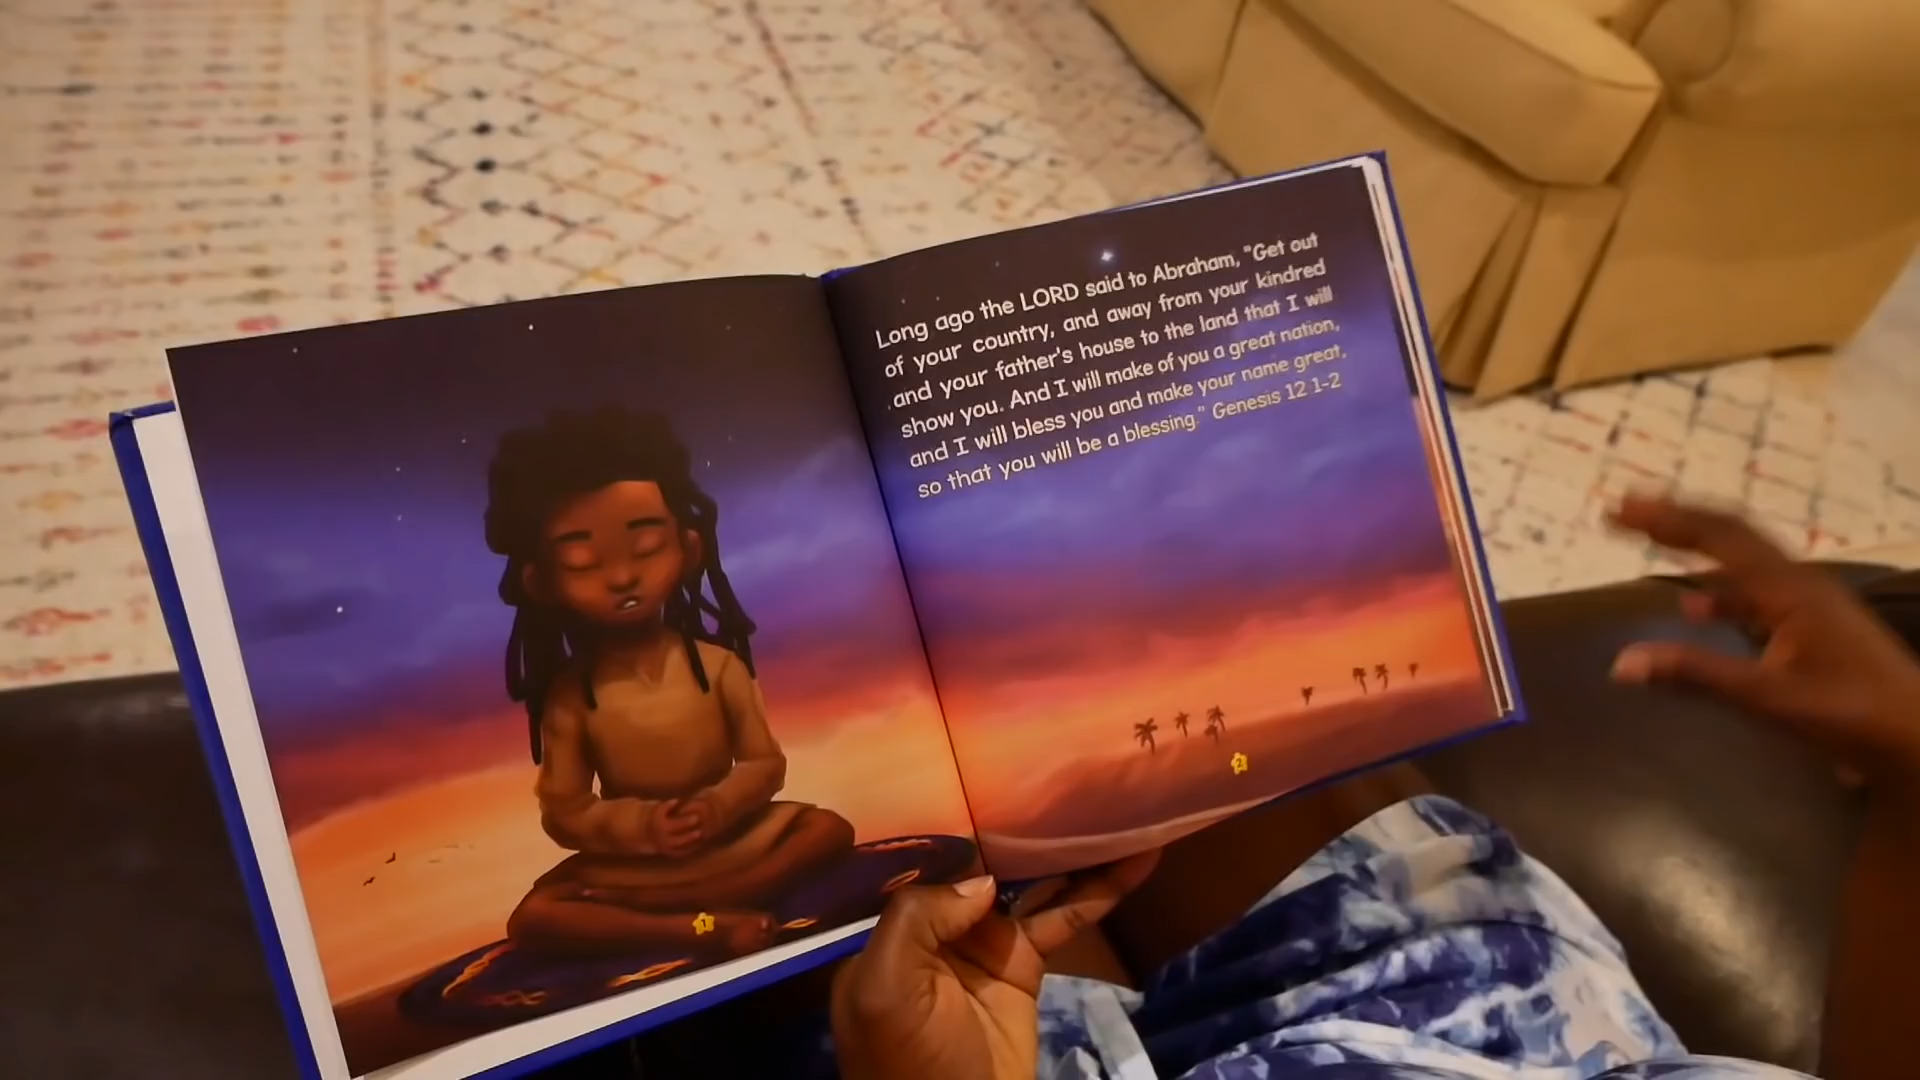 Long ago the LORD said to Abraham, "Get out
of your country, and away from your kindred
and your father's house to the land that I will
show you. And I will make of you a great nation,
and I will bless you and make your name great,
so that you will be a blessing." Genesis 12 1-2
1
2